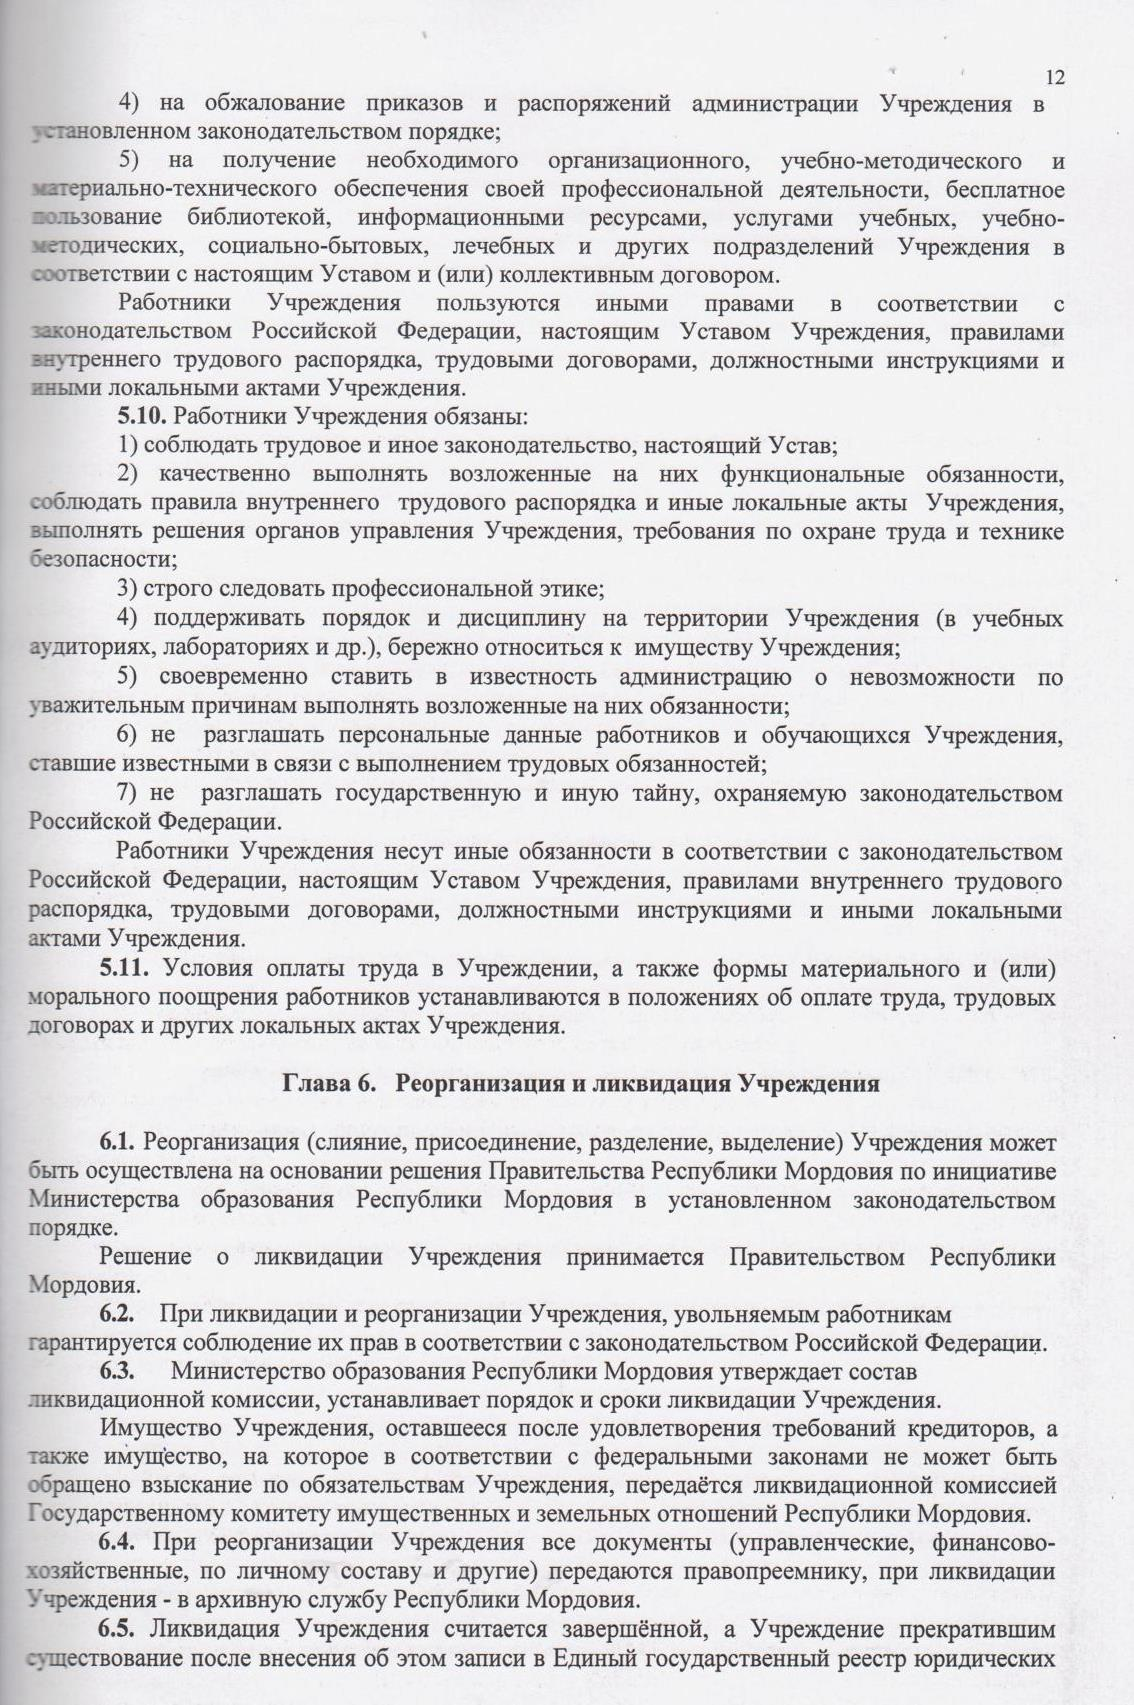 12
4) на обжалование приказов и распоряжений администрации Учреждения в
установленном законодательством порядке;
5) на получение необходимого организационного, учебно-методического и
материально-технического обеспечения своей профессиональной деятельности, бесплатное
пользование библиотекой, информационными ресурсами, услугами учебных, учебно-
методических, социально-бытовых, лечебных и других подразделений Учреждения в
соответствии с настоящим Уставом и (или) коллективным договором.
Работники Учреждения пользуются иными правами в соответствии с
законодательством Российской Федерации, настоящим Уставом Учреждения, правилами
внутреннего трудового распорядка, трудовыми договорами, должностными инструкциями и
иными локальными актами Учреждения.
5.10. Работники Учреждения обязаны:
1) соблюдать трудовое и иное законодательство, настоящий Устав;
2) качественно выполнять возложенные на них функциональные обязанности,
соблюдать правила внутреннего трудового распорядка и иные локальные акты Учреждения,
выполнять решения органов управления Учреждения, требования по охране труда и технике
безопасности;
3) строго следовать профессиональной этике;
4) поддерживать порядок и дисциплину на территории Учреждения (в учебных
аудиториях, лабораториях и др.), бережно относиться к имуществу Учреждения;
5) своевременно ставить в известность администрацию о невозможности по
уважительным причинам выполнять возложенные на них обязанности;
6) не разглашать персональные данные работников и обучающихся Учреждения,
ставшие известными в связи с выполнением трудовых обязанностей;
7) не разглашать государственную и иную тайну, охраняемую законодательством
Российской Федерации.
Работники Учреждения несут иные обязанности в соответствии с законодательством
Российской Федерации, настоящим Уставом Учреждения, правилами внутреннего трудового
распорядка, трудовыми договорами, должностными инструкциями и иными локальными
актами Учреждения.
5.11. Условия оплаты труда в Учреждении, а также формы материального и (или)
морального поощрения работников устанавливаются в положениях об оплате труда, трудовых
договорах и других локальных актах Учреждения.
Глава 6. Реорганизация и ликвидация Учреждения
6.1. Реорганизация (слияние, присоединение, разделение, выделение) Учреждения может
быть осуществлена на основании решения Правительства Республики Мордовия по инициативе
Министерства образования Республики Мордовия в установленном законодательством
порядке.
Решение о ликвидации Учреждения принимается Правительством Республики
Мордовия.
6.2. При ликвидации и реорганизации Учреждения, увольняемым работникам
гарантируется соблюдение их прав в соответствии с законодательством Российской Федерации.
6.3. Министерство образования Республики Мордовия утверждает состав
ликвидационной комиссии, устанавливает порядок и сроки ликвидации Учреждения.
Имущество Учреждения, оставшееся после удовлетворения требований кредиторов, а
также имущество, на которое в соответствии с федеральными законами не может быть
обращено взыскание по обязательствам Учреждения, передаётся ликвидационной комиссией
Государственному комитету имущественных и земельных отношений Республики Мордовия.
6.4. При реорганизации Учреждения все документы (управленческие, финансово-
хозяйственные, по личному составу и другие) передаются правопреемнику, при ликвидации
Учреждения - в архивную службу Республики Мордовия.
6.5. Ликвидация Учреждения считается завершённой, а Учреждение прекратившим
существование после внесения об этом записи в Единый государственный реестр юридических